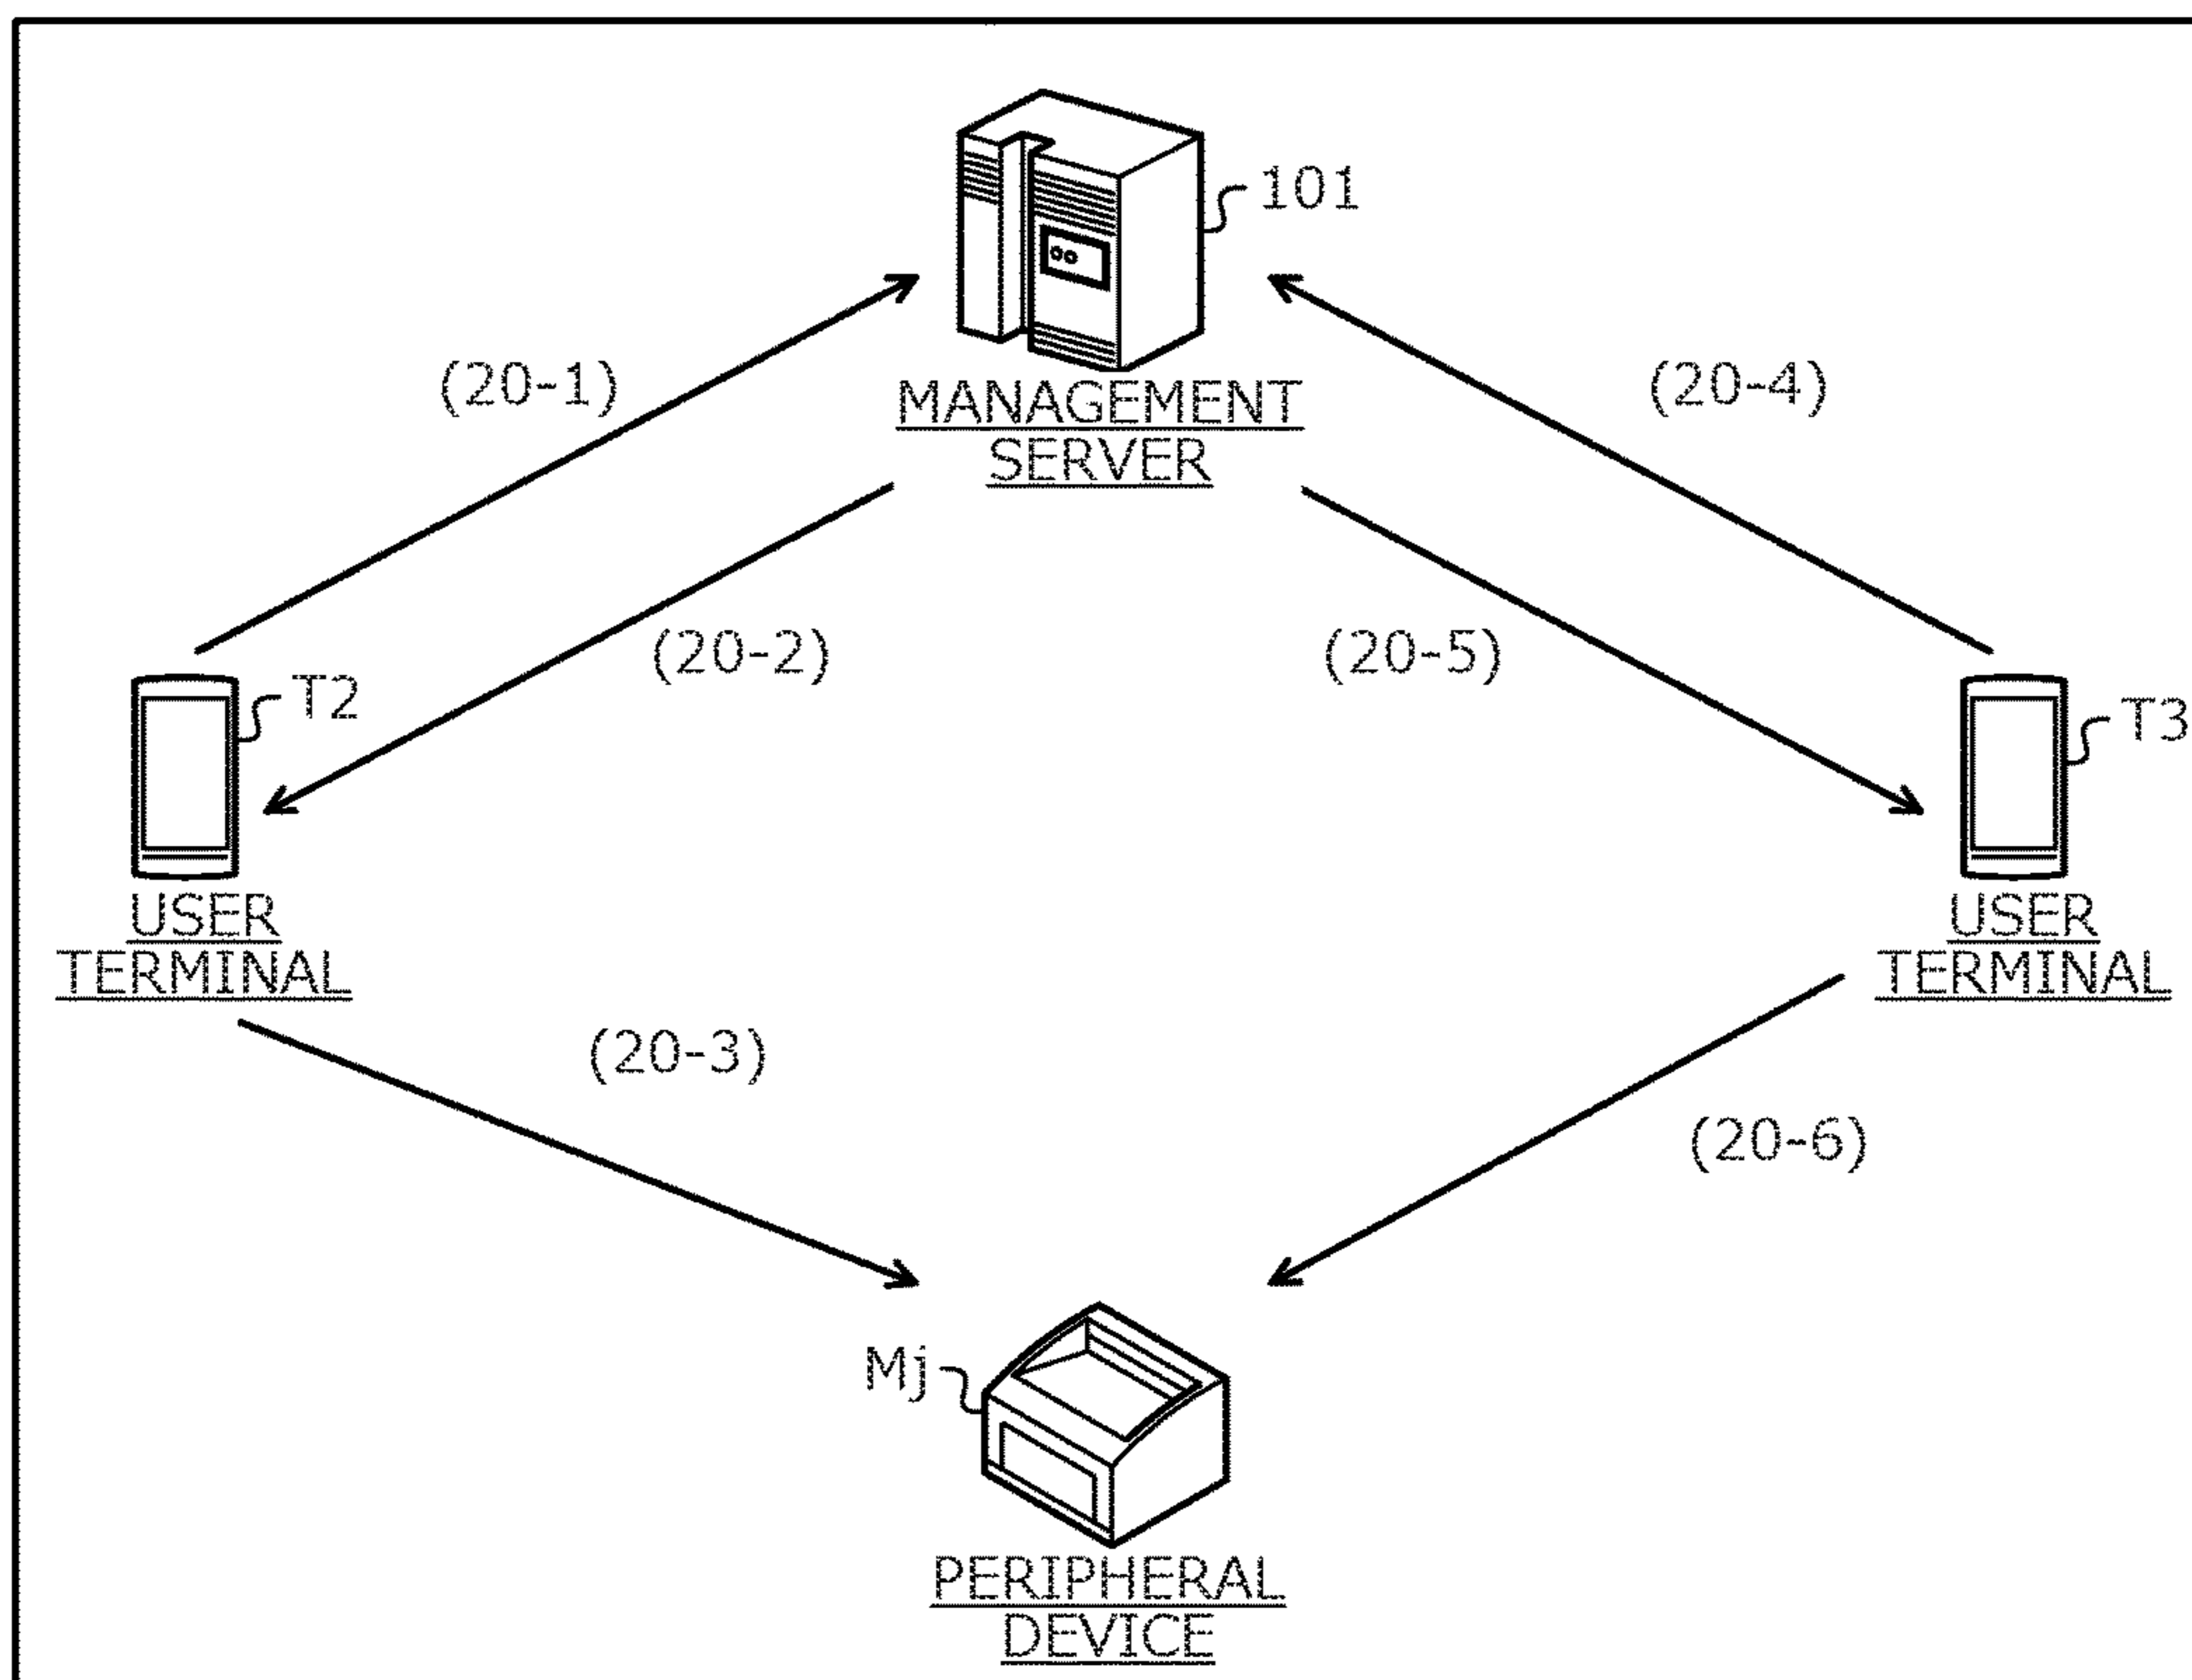 101
(20-1)
(20-4)
MANAGEMENT
SERVER
(20-2)
(20-5)
T2
T3
USER
TERMINAL
USER
TERMINAL
(20-3)
(20-6)
Mj
PERIPHERAL
DEVICE